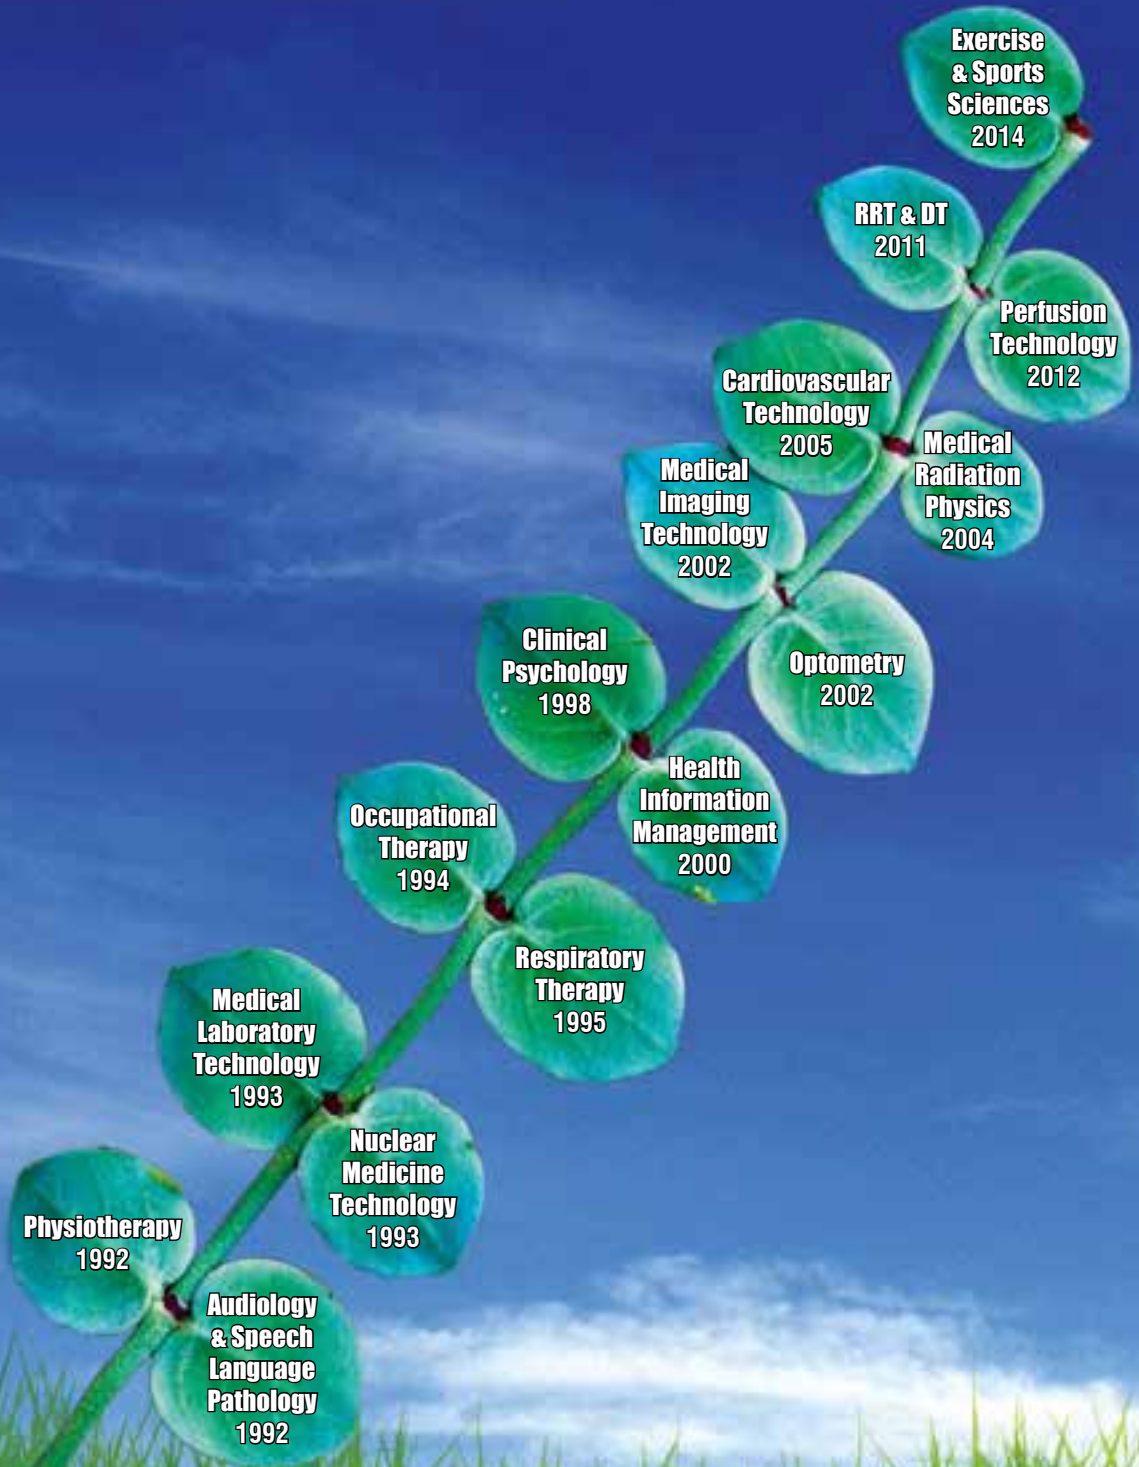 Exercise
& Sports
Sciences
2014
RRT & DT
2011
Perfusion
Technology
2012
Cardiovascular
Technology
2005
Medical
Radiation
Physics
2004
Medical
Imaging
Technology
2002
Optometry
2002
Clinical
Psychology
1998
Health
Information
Management
2000
Occupational
Therapy
1994
Respiratory
Therapy
1995
Medical
Laboratory
Technology
1993
Nuclear
Medicine
Technology
1993
Physiotherapy
1992
Audiology
& Speech
Language
Pathology
1992